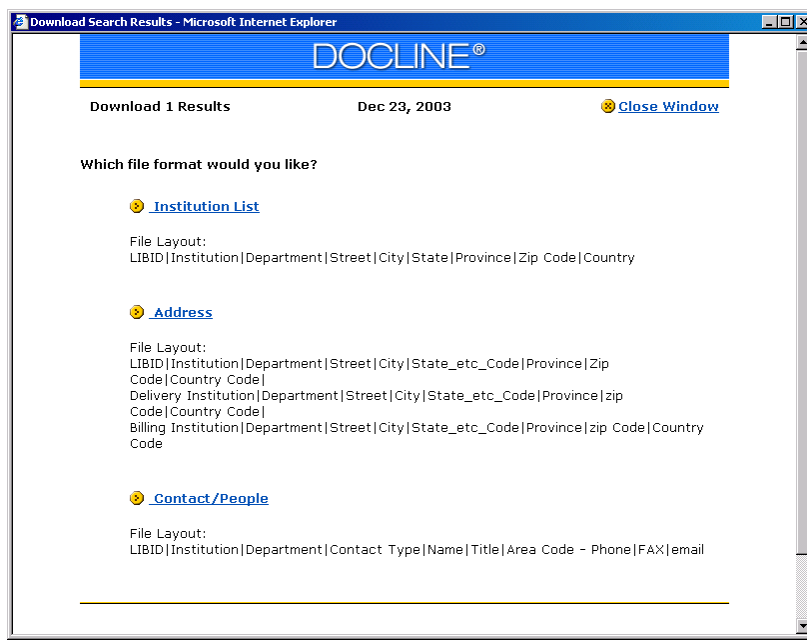 Download Search Results - Microsoft Internet Explorer
DOCLINE®
Download 1 Results Dec 23, 2003 Close Window
Which file format would you like?
Institution List
File Layout:
LIBID|Institution|Department|Street|City|State|Province|Zip Code|Country
Address
File Layout:
LIBID|Institution|Department|Street|City|State_etc_Code|Province|Zip
Code|Country Code|
Delivery Institution|Department|Street|City|State_etc_Code|Province|zip
Code|Country Code|
Billing Institution|Department|Street|City|State_etc_Code|Province|zip Code|Country
Code
Contact/People
File Layout:
LIBID|Institution|Department|Contact Type|Name|Title|Area Code - Phone|FAX|email